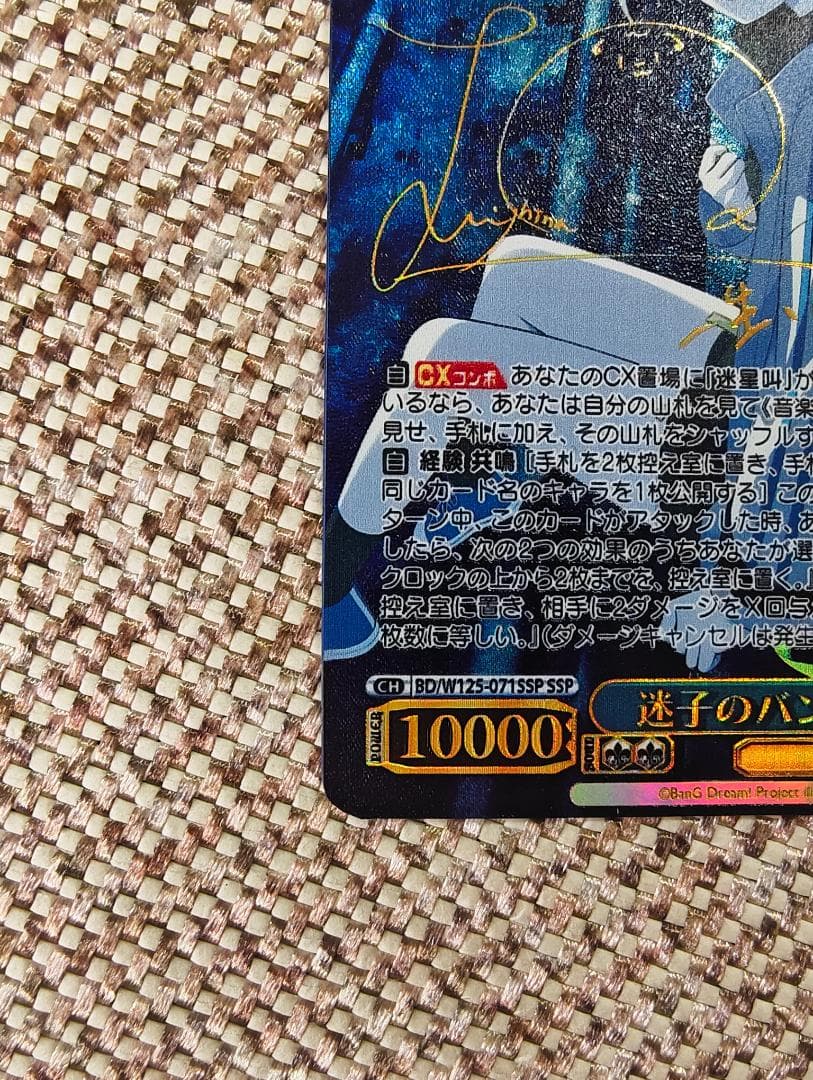 自 CXコンボ あなたのCX置場に「迷星叫」が
いるなら、あなたは自分の山札を見て《音楽
見せ、手札に加え、その山札をシャッフルす
自 経験 共鳴 ［手札を2枚控え室に置き、手札
同じカード名のキャラを1枚公開する］ この
ターン中、このカードがアタックした時、あ
したら、次の2つの効果のうちあなたが選
クロックの上から2枚までを、控え室に置く。』
控え室に置き、相手に2ダメージをX回与
枚数に等しい。』（ダメージキャンセルは発生
CH BD/W125-071SSP SSP
迷子のバン
POWER 10000
SOUL
©BanG Dream! Project